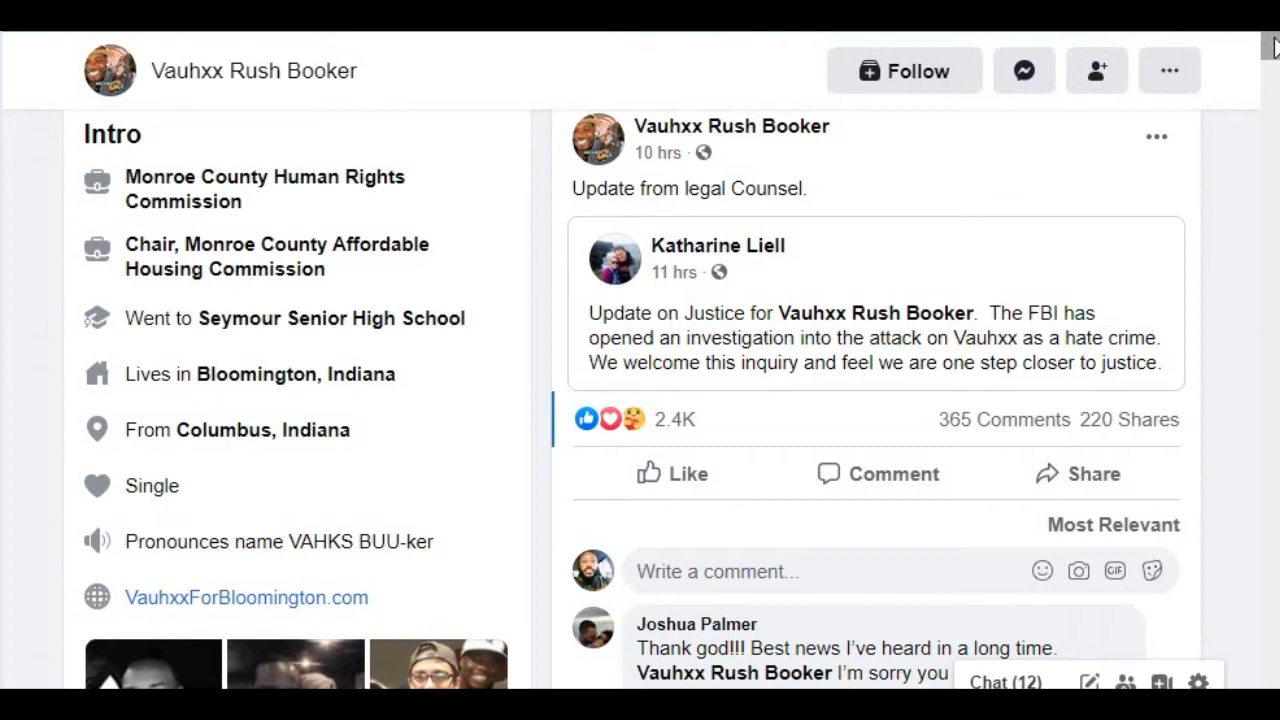 Vauhxx Rush Booker
Follow
Intro
Monroe County Human Rights
Commission
Chair, Monroe County Affordable
Housing Commission
Went to Seymour Senior High School
Lives in Bloomington, Indiana
From Columbus, Indiana
Single
Pronounces name VAHKS BUU-ker
VauhxxForBloomington.com
Vauhxx Rush Booker
10 hrs ·
Update from legal Counsel.
Katharine Liell
11 hrs ·
Update on Justice for Vauhxx Rush Booker. The FBI has
opened an investigation into the attack on Vauhxx as a hate crime.
We welcome this inquiry and feel we are one step closer to justice.
2.4K
365 Comments 220 Shares
Like
Comment
Share
Most Relevant
Write a comment...
GIF
Joshua Palmer
Thank god!!! Best news I've heard in a long time.
Vauhxx Rush Booker I'm sorry you
Chat (12)